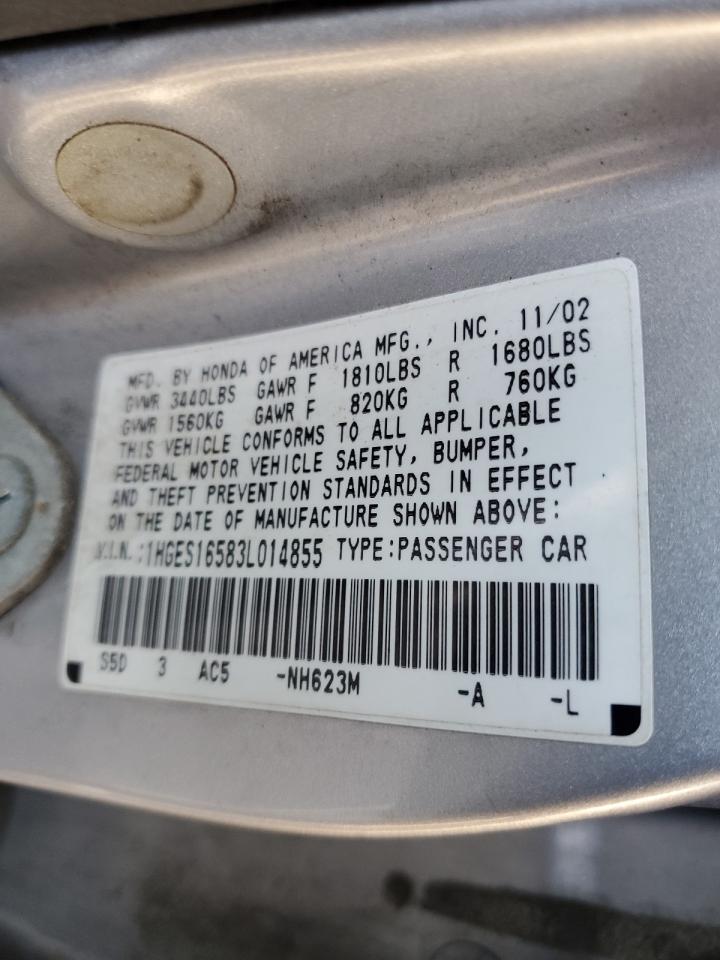 MFD. BY HONDA OF AMERICA MFG., INC. 11/02
GVWR 3440LBS GAWR F 1810LBS R 1680LBS
GVWR 1560KG GAWR F 820KG R 760KG
THIS VEHICLE CONFORMS TO ALL APPLICABLE
FEDERAL MOTOR VEHICLE SAFETY, BUMPER,
AND THEFT PREVENTION STANDARDS IN EFFECT
ON THE DATE OF MANUFACTURE SHOWN ABOVE:
V.I.N.:1HGES16583L014855 TYPE:PASSENGER CAR
S5D 3 AC5 -NH623M -A -L